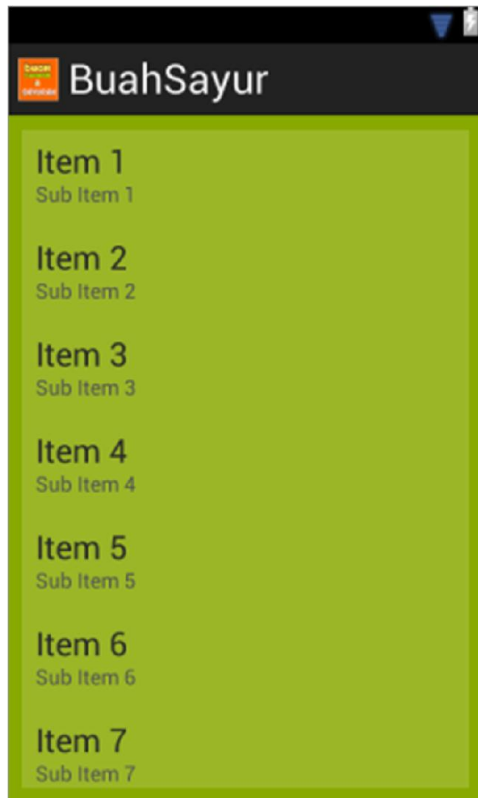 BuahSayur
Item 1
Sub Item 1
Item 2
Sub Item 2
Item 3
Sub Item 3
Item 4
Sub Item 4
Item 5
Sub Item 5
Item 6
Sub Item 6
Item 7
Sub Item 7